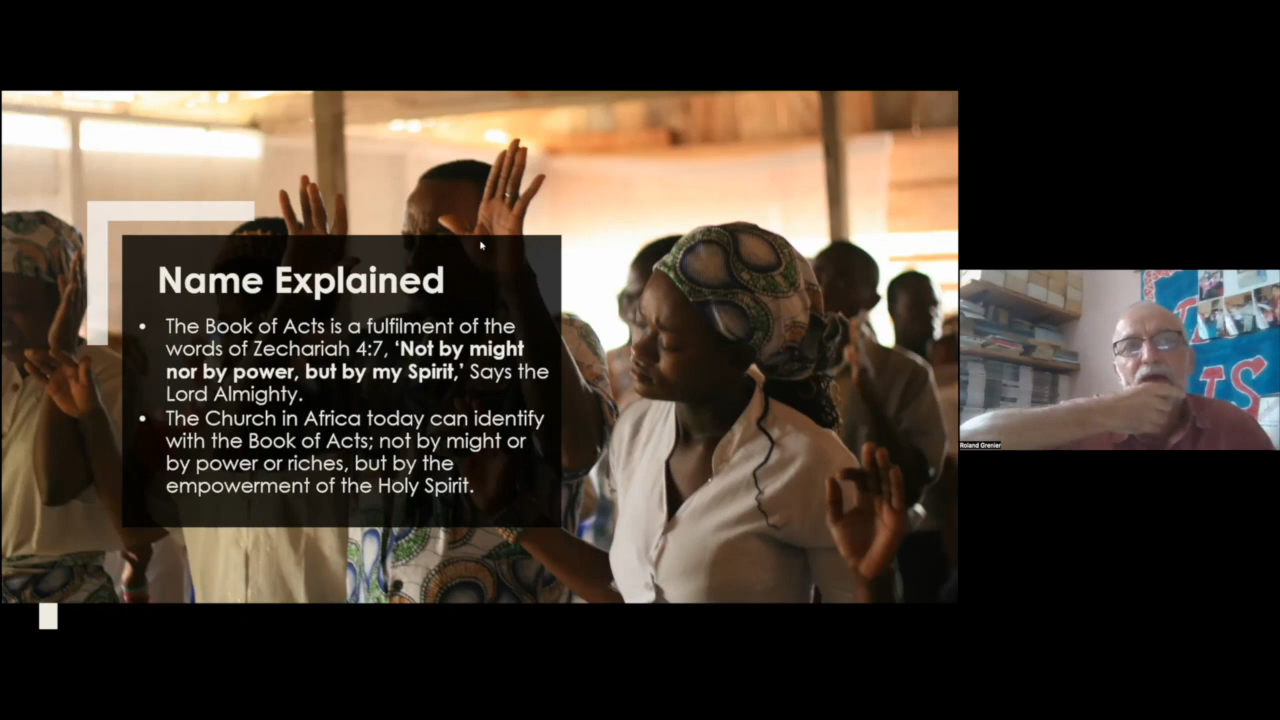 Name Explained
• The Book of Acts is a fulfilment of the
words of Zechariah 4:7, ‘Not by might
nor by power, but by my Spirit,’ Says the
Lord Almighty.
• The Church in Africa today can identify
with the Book of Acts; not by might or
by power or riches, but by the
empowerment of the Holy Spirit.
IS
Roland Grenier